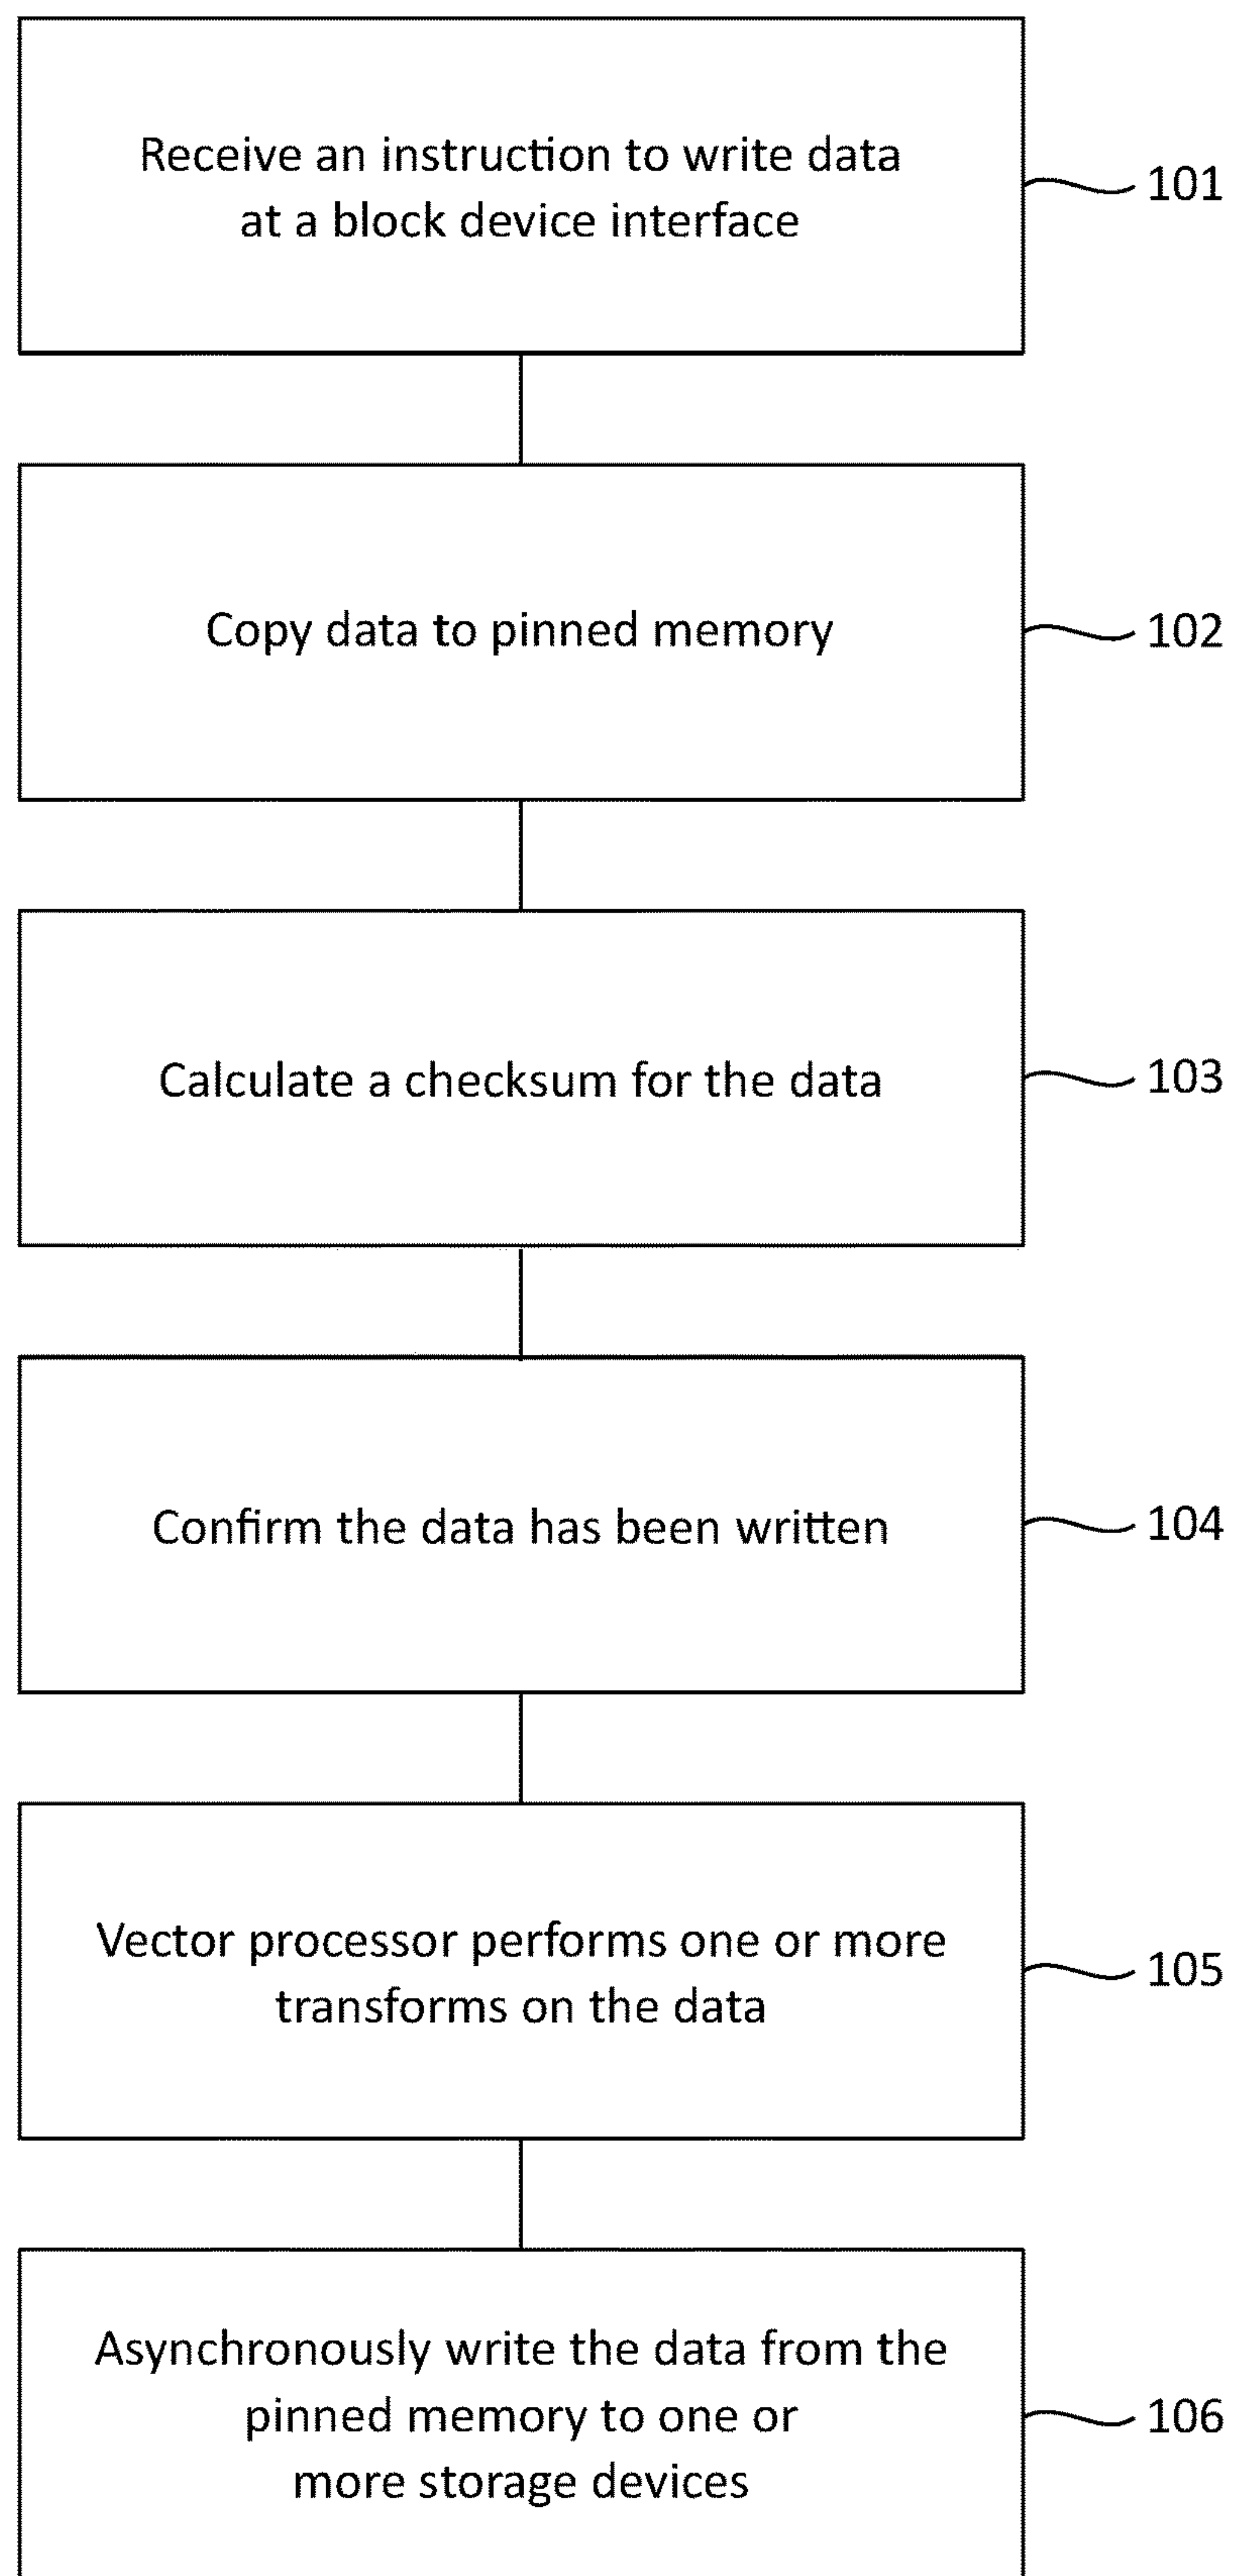 Receive an instruction to write data
at a block device interface
101
Copy data to pinned memory
102
Calculate a checksum for the data
103
Confirm the data has been written
104
Vector processor performs one or more
transforms on the data
105
Asynchronously write the data from the
pinned memory to one or
more storage devices
106